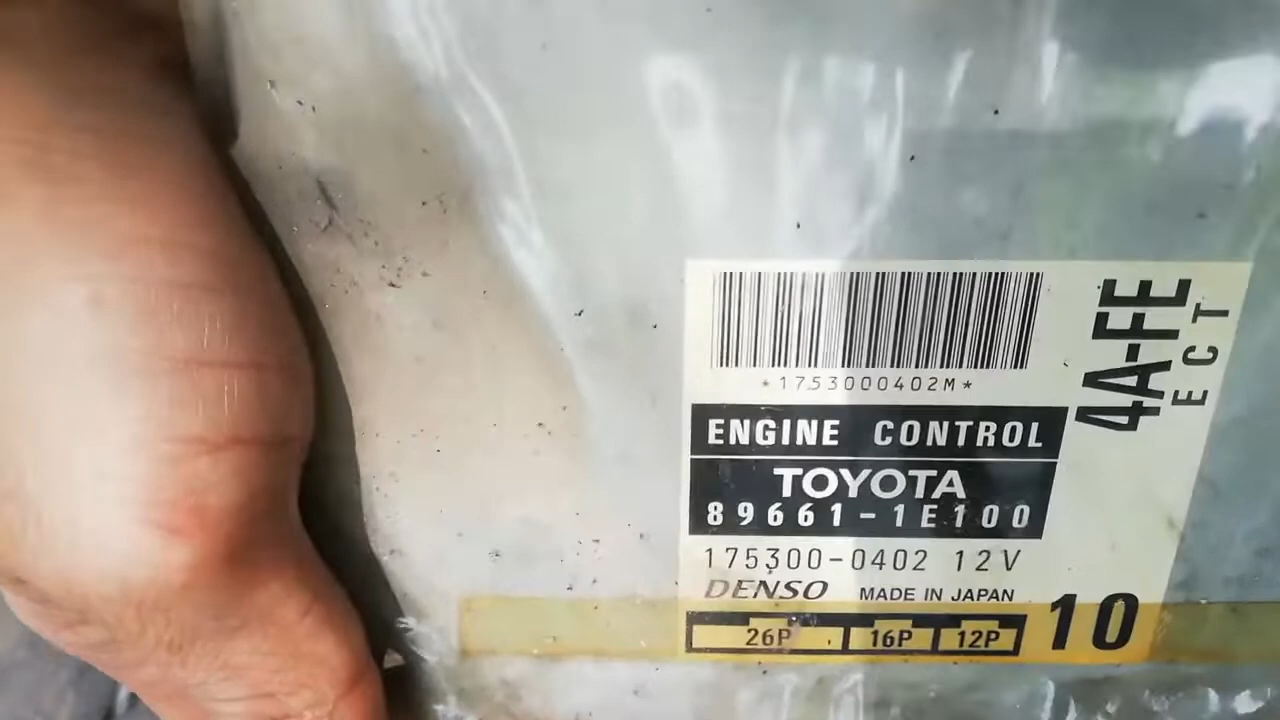 *1753000402M*
ENGINE CONTROL
TOYOTA
89661-1E100
175300-0402 12V
DENSO MADE IN JAPAN
26P 16P 12P
10
4A-FE
ECT